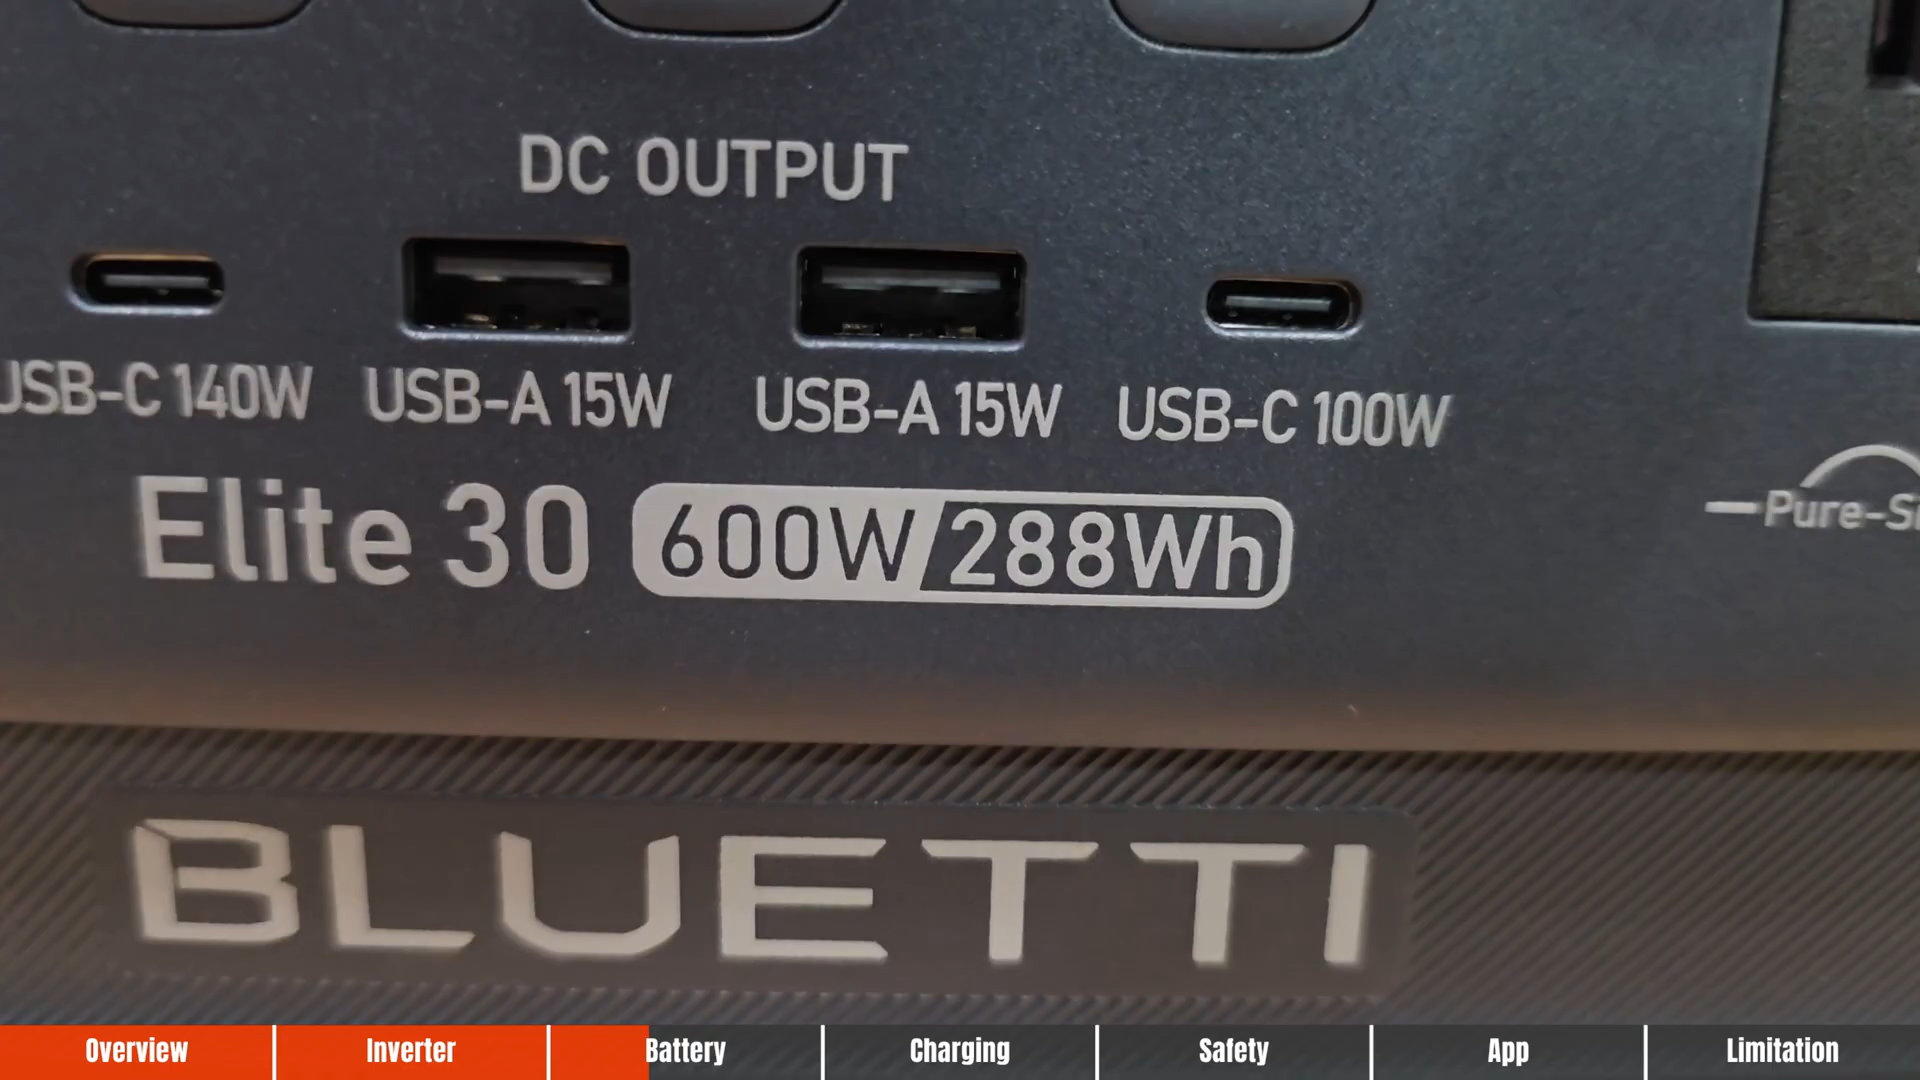 DC OUTPUT
USB-C 140W USB-A 15W USB-A 15W USB-C 100W
Elite 30 600W 288Wh
BLUETTI
Overview Inverter Battery Charging Safety App Limitation